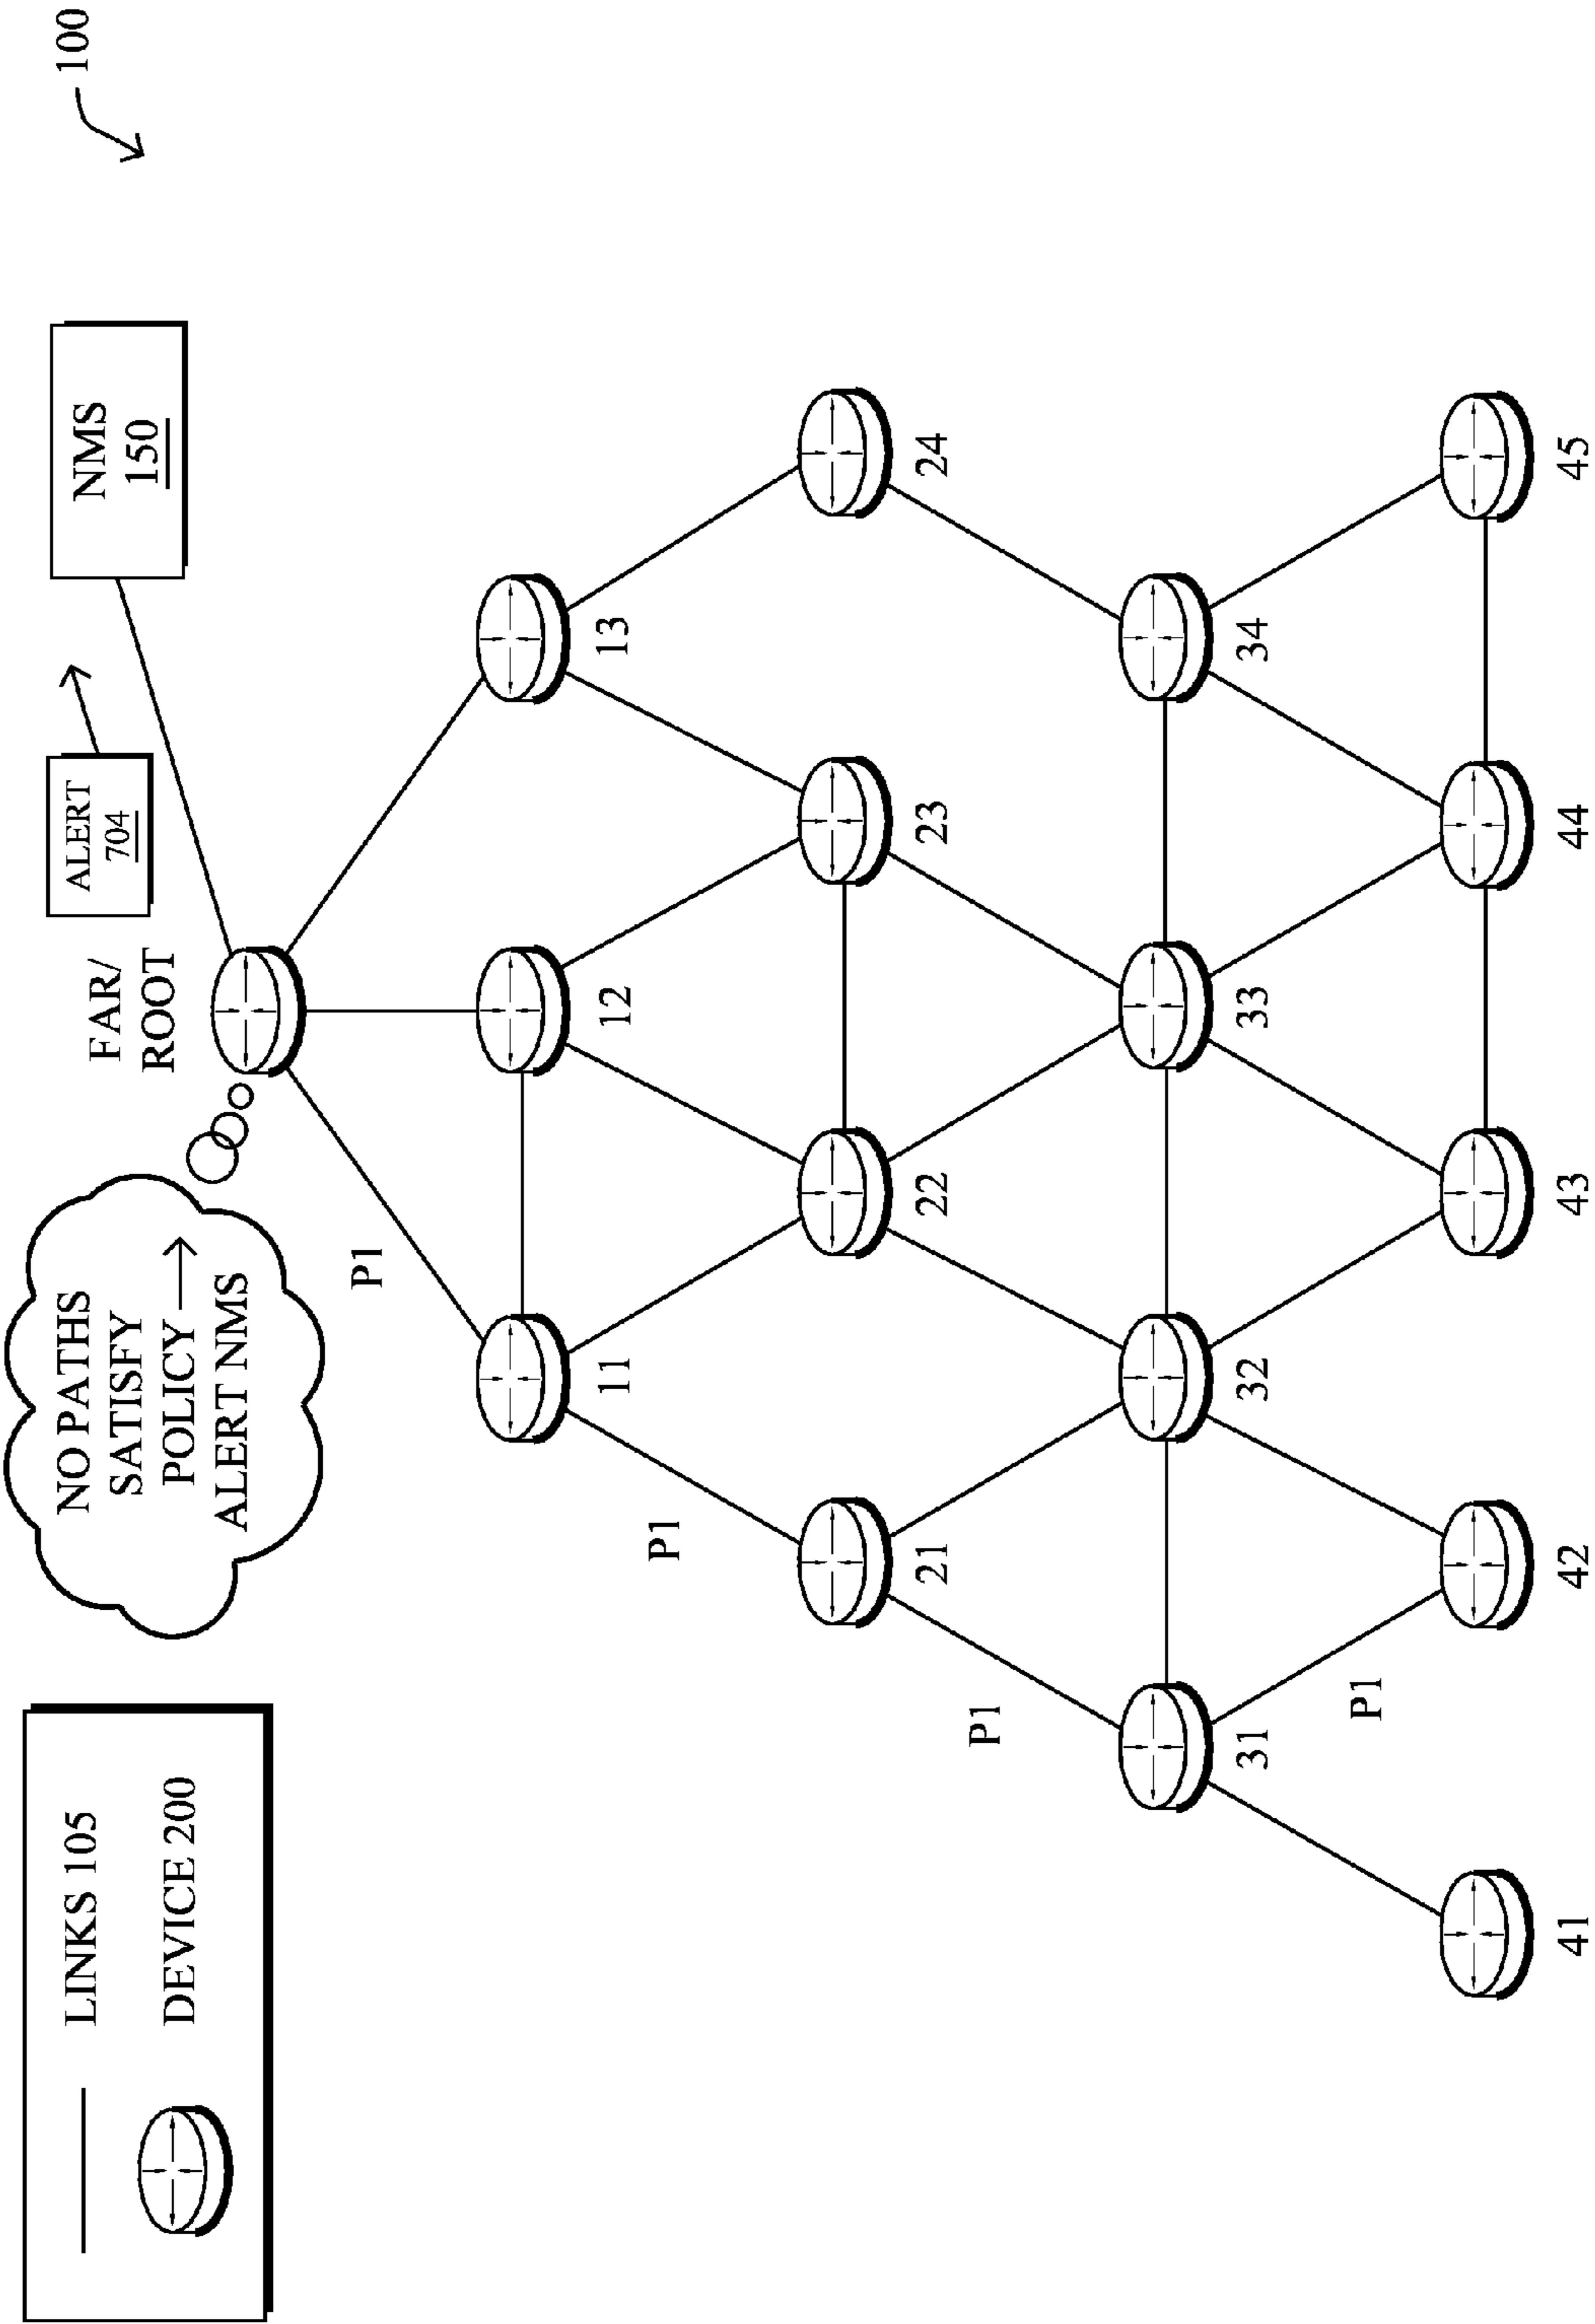 LINKS 105
DEVICE 200
NO PATHS
SATISFY
POLICY
ALERT NMS
FAR/
ROOT
ALERT
704
NMS
150
100
P1
11
12
13
P1
21
22
23
24
P1
31
32
33
34
P1
41
42
43
44
45